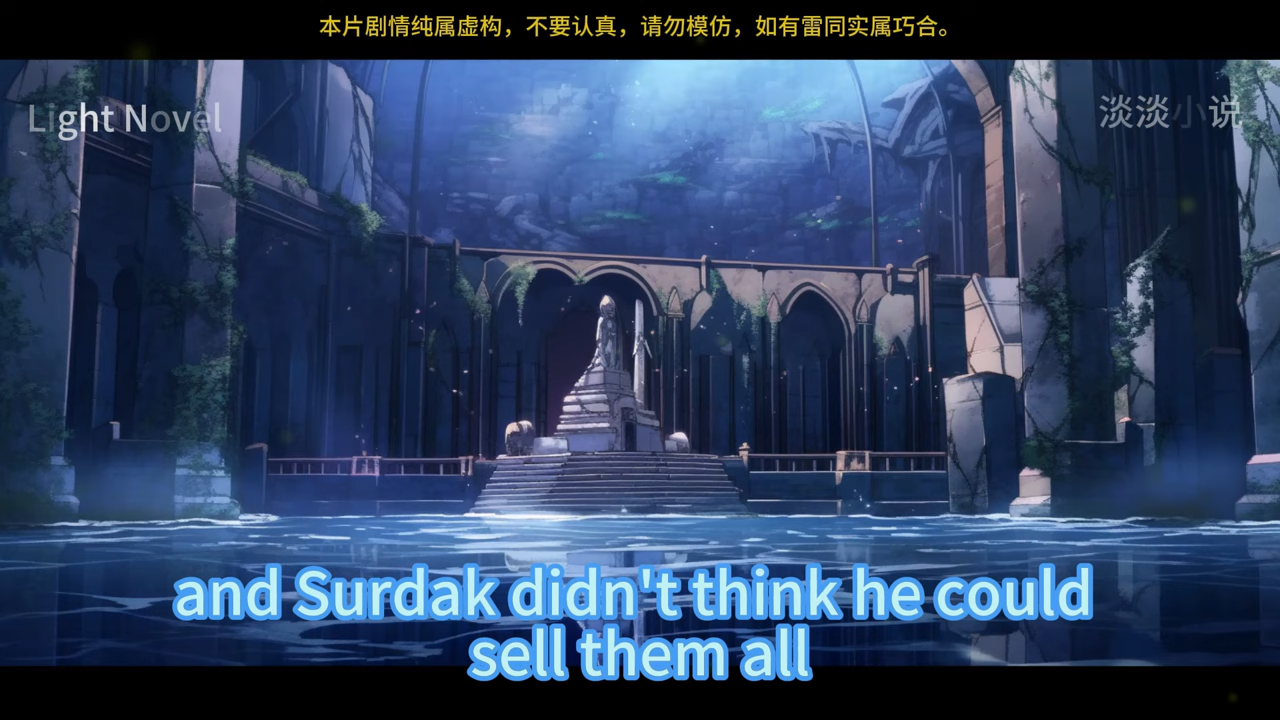 本片剧情纯属虚构，不要认真，请勿模仿，如有雷同实属巧合。
Light Novel
淡淡小说
and Surdak didn't think he could
sell them all